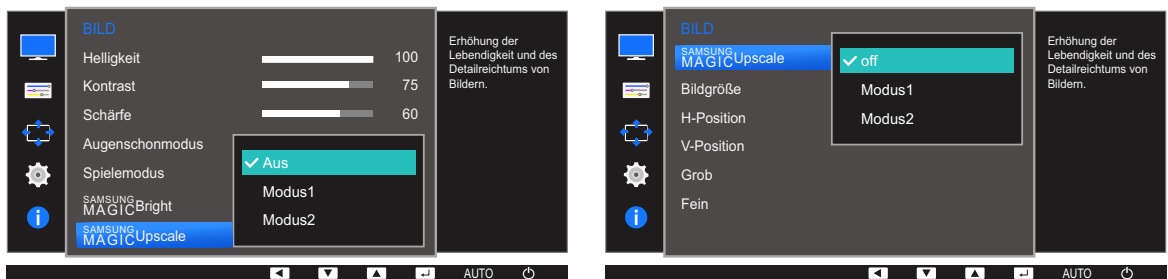 BILD
Helligkeit 100
Kontrast 75
Schärfe 60
Augenschonmodus
Spielemodus
SAMSUNG
MAGICBright
SAMSUNG
MAGICUpscale
Aus
Modus1
Modus2
Erhöhung der
Lebendigkeit und des
Detailreichtums von
Bildern.
AUTO
BILD
SAMSUNG
MAGICUpscale
Bildgröße
H-Position
V-Position
Grob
Fein
off
Modus1
Modus2
Erhöhung der
Lebendigkeit und des
Detailreichtums von
Bildern.
AUTO